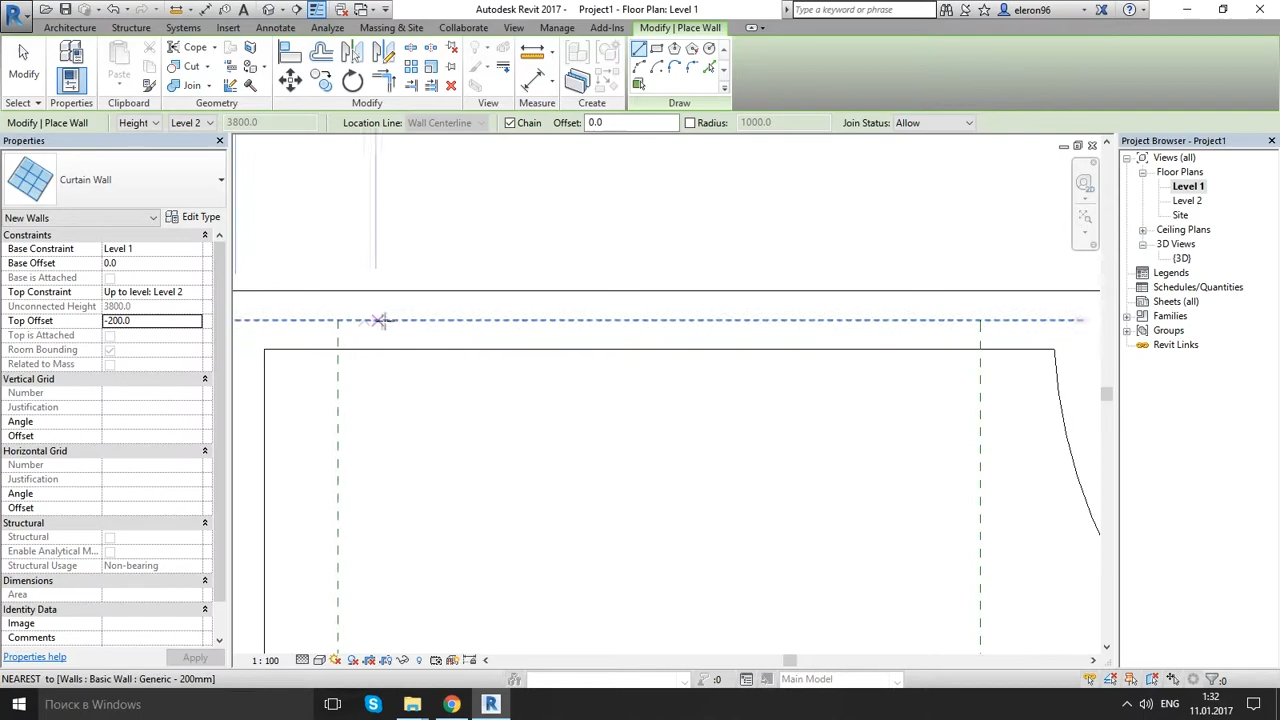 Autodesk Revit 2017 - Project1 - Floor Plan: Level 1
Type a keyword or phrase
eleron96
Architecture
Structure
Systems
Insert
Annotate
Analyze
Massing & Site
Collaborate
View
Manage
Add-Ins
Modify | Place Wall
Modify
Paste
Cope
Cut
Join
Select
Properties
Clipboard
Geometry
Modify
View
Measure
Create
Draw
Modify | Place Wall
Height
Level 2
3800.0
Location Line:
Wall Centerline
Chain
Offset:
0.0
Radius:
1000.0
Join Status:
Allow
Properties
Curtain Wall
New Walls
Edit Type
Constraints
Base Constraint Level 1
Base Offset 0.0
Base is Attached
Top Constraint Up to level: Level 2
Unconnected Height 3800.0
Top Offset -200.0
Top is Attached
Room Bounding
Related to Mass
Vertical Grid
Number
Justification
Angle
Offset
Horizontal Grid
Number
Justification
Angle
Offset
Structural
Structural
Enable Analytical M...
Structural Usage Non-bearing
Dimensions
Area
Identity Data
Image
Comments
Properties help
Apply
Project Browser - Project1
Views (all)
Floor Plans
Level 1
Level 2
Site
Ceiling Plans
3D Views
{3D}
Legends
Schedules/Quantities
Sheets (all)
Families
Groups
Revit Links
2D
1 : 100
NEAREST to [Walls : Basic Wall : Generic - 200mm]
:0
Main Model
:0
Поиск в Windows
ENG
1:32
11.01.2017